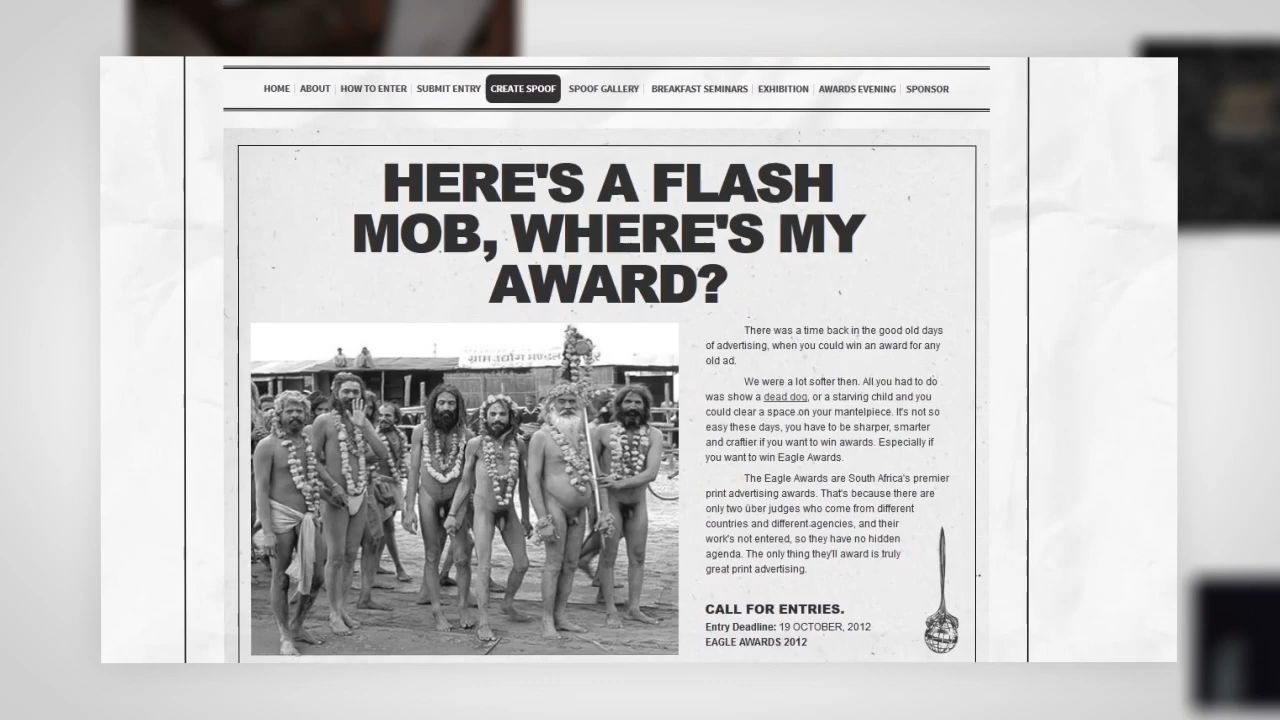 HOME
ABOUT
HOW TO ENTER
SUBMIT ENTRY
CREATE SPOOF
SPOOF GALLERY
BREAKFAST SEMINARS
EXHIBITION
AWARDS EVENING
SPONSOR
HERE'S A FLASH
MOB, WHERE'S MY
AWARD?
There was a time back in the good old days
of advertising, when you could win an award for any
old ad.
We were a lot softer then. All you had to do
was show a dead dog, or a starving child and you
could clear a space on your mantelpiece. It's not so
easy these days, you have to be sharper, smarter
and craftier if you want to win awards. Especially if
you want to win Eagle Awards.
The Eagle Awards are South Africa's premier
print advertising awards. That's because there are
only two über judges who come from different
countries and different agencies, and their
work's not entered, so they have no hidden
agenda. The only thing they'll award is truly
great print advertising.
CALL FOR ENTRIES.
Entry Deadline: 19 OCTOBER, 2012
EAGLE AWARDS 2012